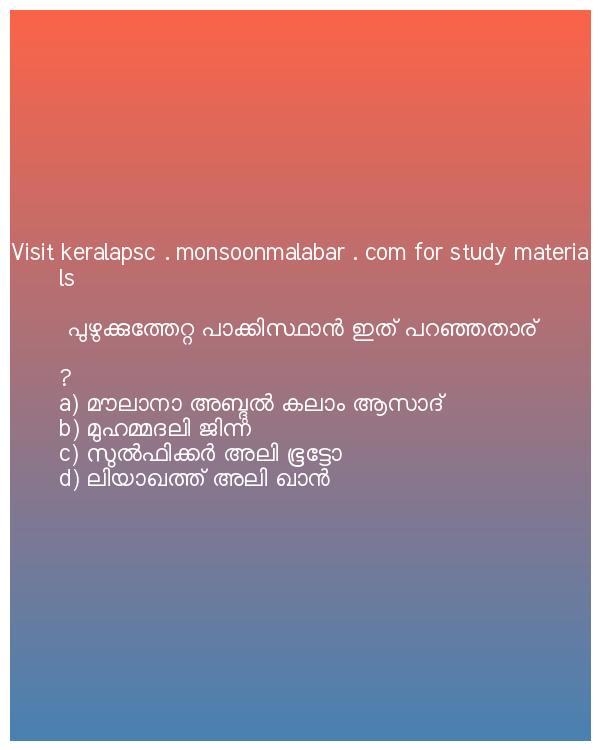 Visit keralapsc . monsoonmalabar . com for study materia
ls
പുഴുക്കുത്തേറ്റ പാക്കിസ്ഥാൻ ഇത് പറഞ്ഞതാര്
?
a) മൗലാനാ അബ്ദുൽ കലാം ആസാദ്
b) മുഹമ്മദലി ജിന്ന
c) സുൽഫിക്കർ അലി ഭൂട്ടോ
d) ലിയാഖത്ത് അലി ഖാൻ